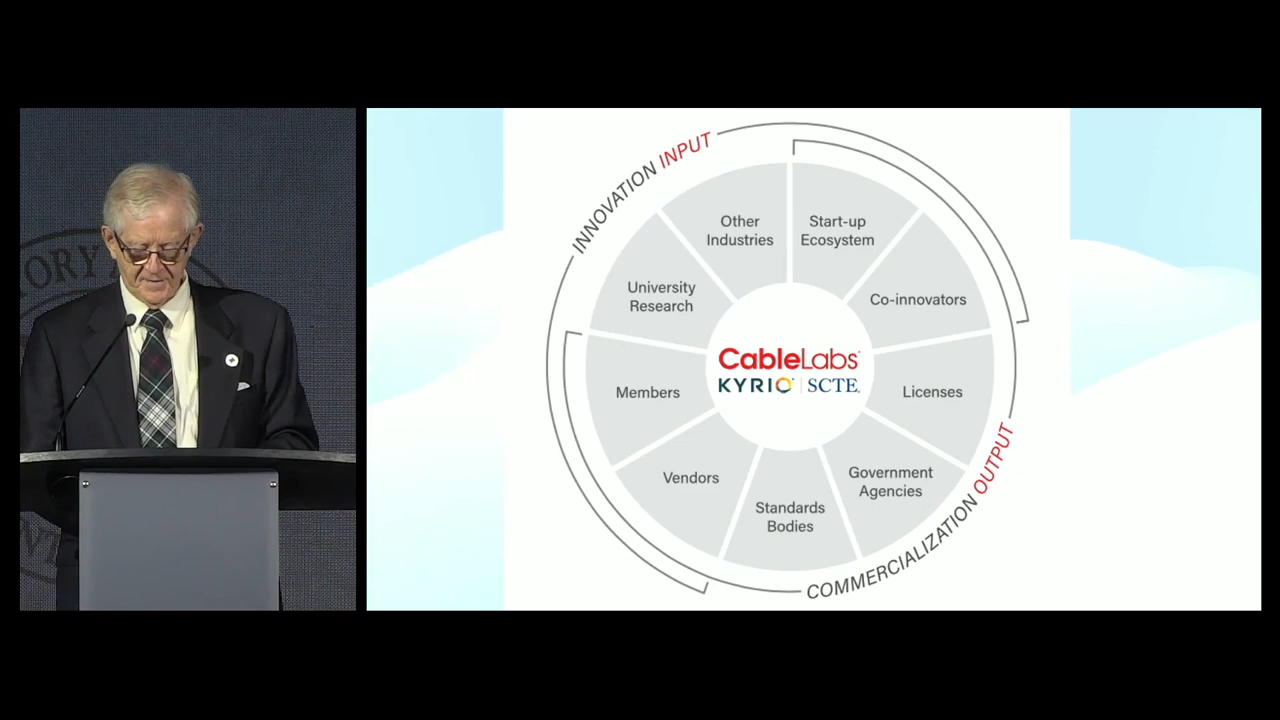 INNOVATION INPUT
Other
Industries
Start-up
Ecosystem
University
Research
Co-innovators
CableLabs
KYRIO | SCTE
Members
Licenses
Vendors
Government
Agencies
Standards
Bodies
COMMERCIALIZATION OUTPUT
ORY